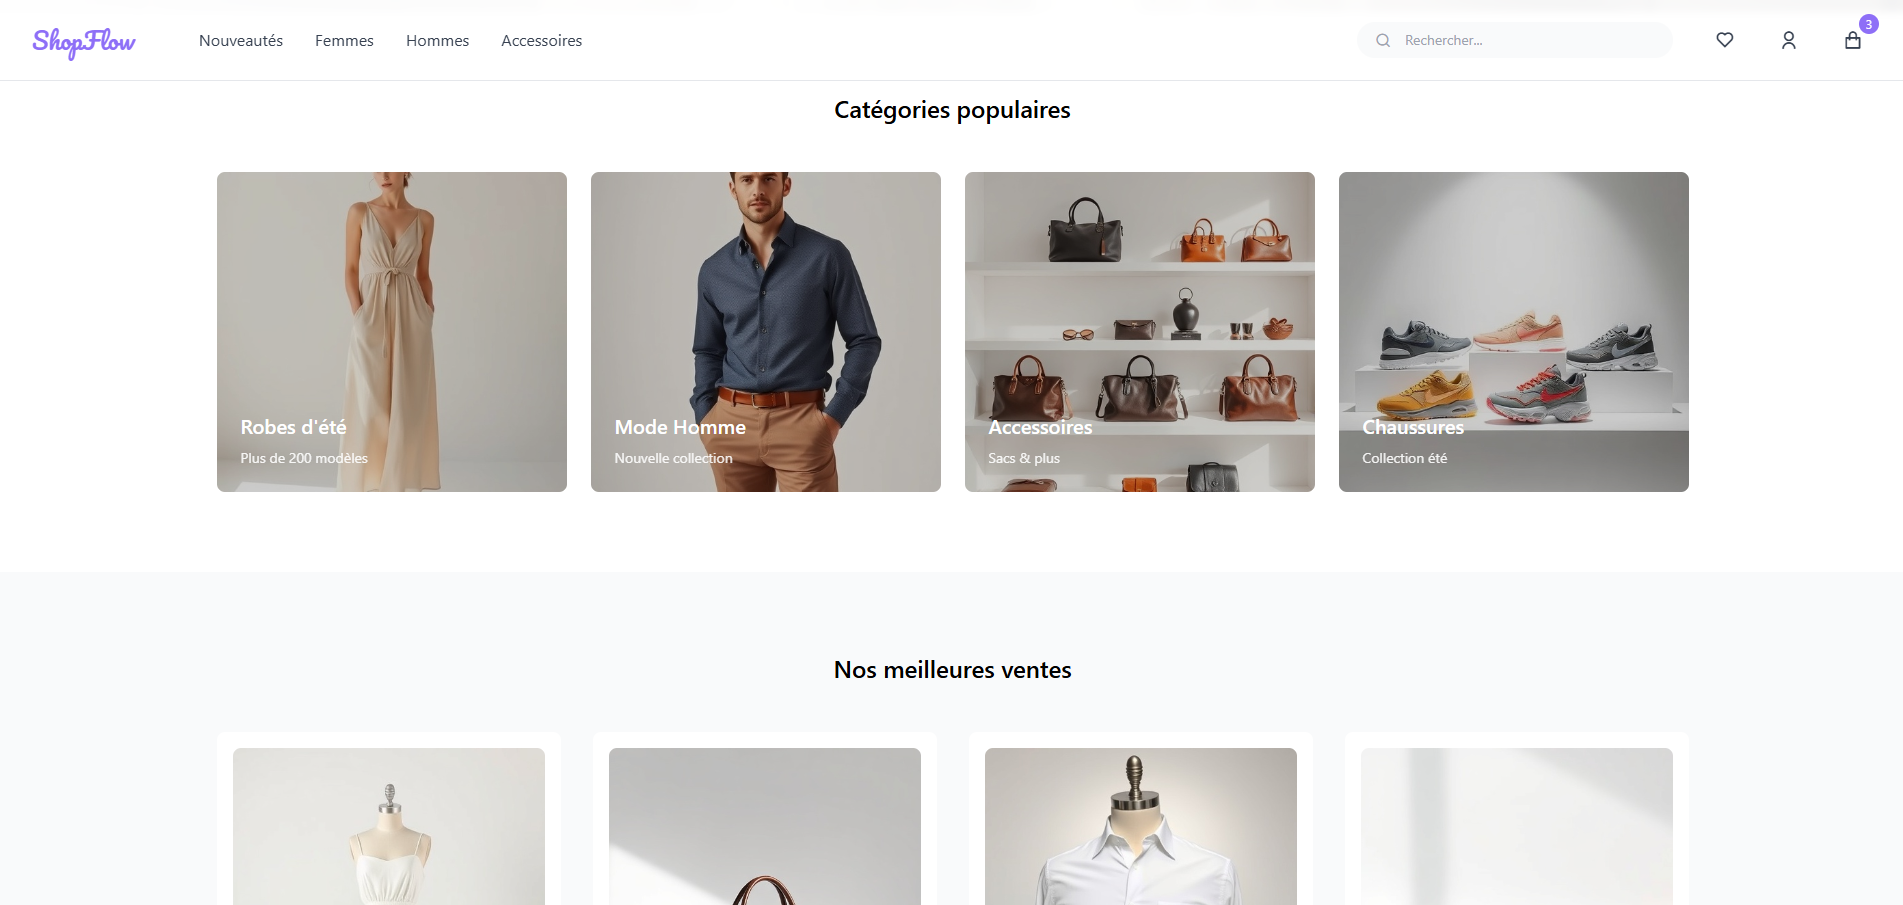 ShopFlow
Nouveautés
Femmes
Hommes
Accessoires
Rechercher...
3
Catégories populaires
Robes d'été
Plus de 200 modèles
Mode Homme
Nouvelle collection
Accessoires
Sacs & plus
Chaussures
Collection été
Nos meilleures ventes